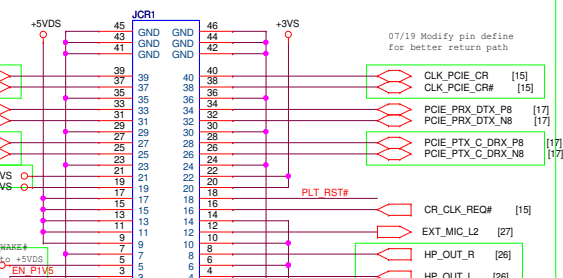 JCR1
+5VDS
+3VS
07/19 Modify pin define
for better return path
45 GND GND 46
43 GND GND 44
41 GND GND 42
39 39 40 40 CLK_PCIE_CR [15]
37 37 38 38 CLK_PCIE_CR# [15]
35 35 36 36
33 33 34 34 PCIE_PRX_DTX_P8 [17]
31 31 32 32 PCIE_PRX_DTX_N8 [17]
29 29 30 30
27 27 28 28 PCIE_PTX_C_DRX_P8 [17]
25 25 26 26 PCIE_PTX_C_DRX_N8 [17]
23 23 24 24
VS 21 21 22 22
VS 19 19 20 20
17 17 18 18 PLT_RST#
15 15 16 16 CR_CLK_REQ# [15]
13 13 14 14
11 11 12 12 EXT_MIC_L2 [27]
9 9 10 10
WAKE# 7 7 8 8 HP_OUT_R [26]
to +5VDS 5 5 6 6
EN_P1V5 3 3 4 4 HP_OUT_L [26]